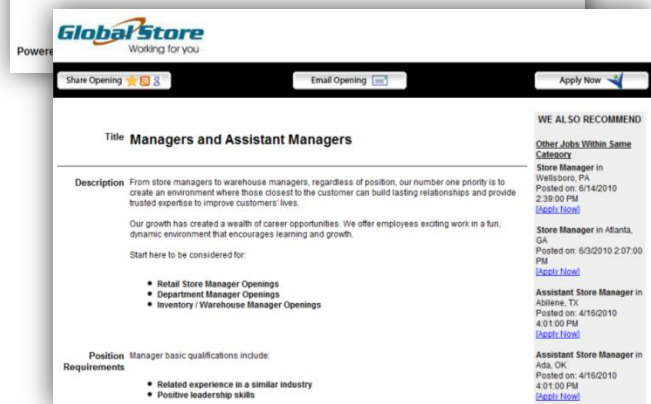 Powere
Global Store
Working for you
Share Opening
Email Opening
Apply Now
Title Managers and Assistant Managers
Description From store managers to warehouse managers, regardless of position, our number one priority is to
create an environment where those closest to the customer can build lasting relationships and provide
trusted expertise to improve customers' lives.
Our growth has created a wealth of career opportunities. We offer employees exciting work in a fun,
dynamic environment that encourages learning and growth.
Start here to be considered for:
• Retail Store Manager Openings
• Department Manager Openings
• Inventory / Warehouse Manager Openings
Position Manager basic qualifications include:
Requirements
• Related experience in a similar industry
• Positive leadership skills
WE ALSO RECOMMEND
Other Jobs Within Same
Category
Store Manager in
Wellsboro, PA
Posted on: 6/14/2010
2:39:00 PM
[Apply Now]
Store Manager in Atlanta,
GA
Posted on: 6/3/2010 2:07:00
PM
[Apply Now]
Assistant Store Manager in
Abilene, TX
Posted on: 4/16/2010
4:01:00 PM
[Apply Now]
Assistant Store Manager in
Ada, OK
Posted on: 4/16/2010
4:01:00 PM
[Apply Now]